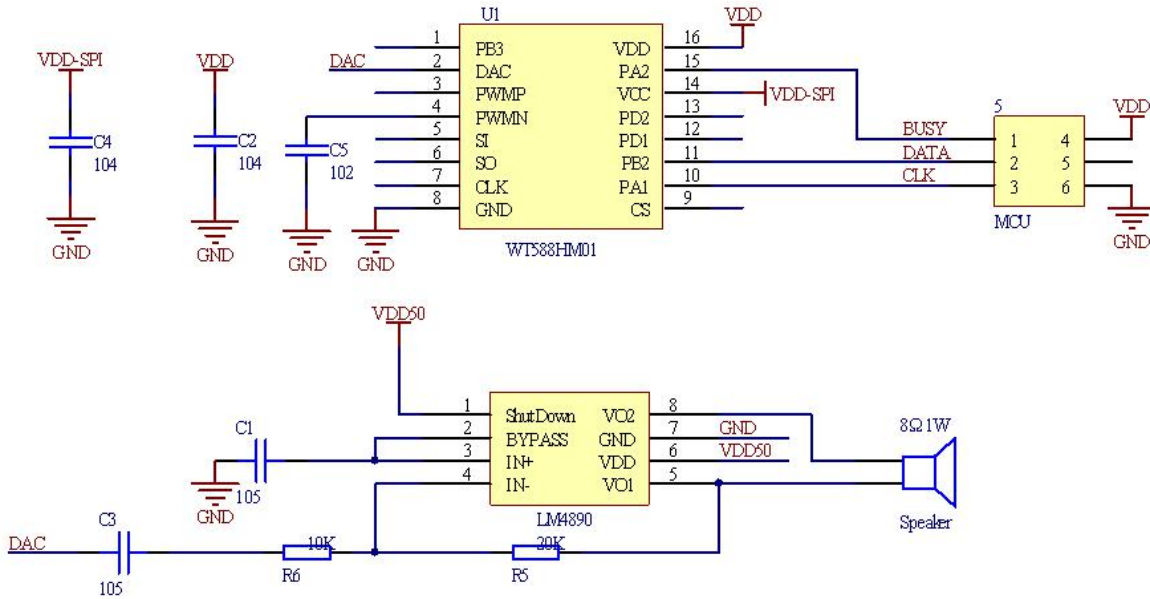 U1
VDD
VDD-SPI
VDD
DAC
1
PB3
VDD
16
2
DAC
PA2
15
3
PWMP
VCC
14
VDD-SPI
4
PWMN
PD2
13
5
SI
PD1
12
6
SO
PB2
11
7
CLK
PA1
10
8
GND
CS
9
C4
104
C2
104
C5
102
5
VDD
BUSY
1
4
DATA
2
5
CLK
3
6
MCU
GND
GND
GND
GND
GND
WT588HM01
VDD50
1
ShutDown
VO2
8
2
BYPASS
GND
7
GND
3
IN+
VDD
6
VDD50
4
IN-
VO1
5
C1
105
GND
8Ω 1W
Speaker
LM4890
DAC
C3
105
10K
R6
20K
R5